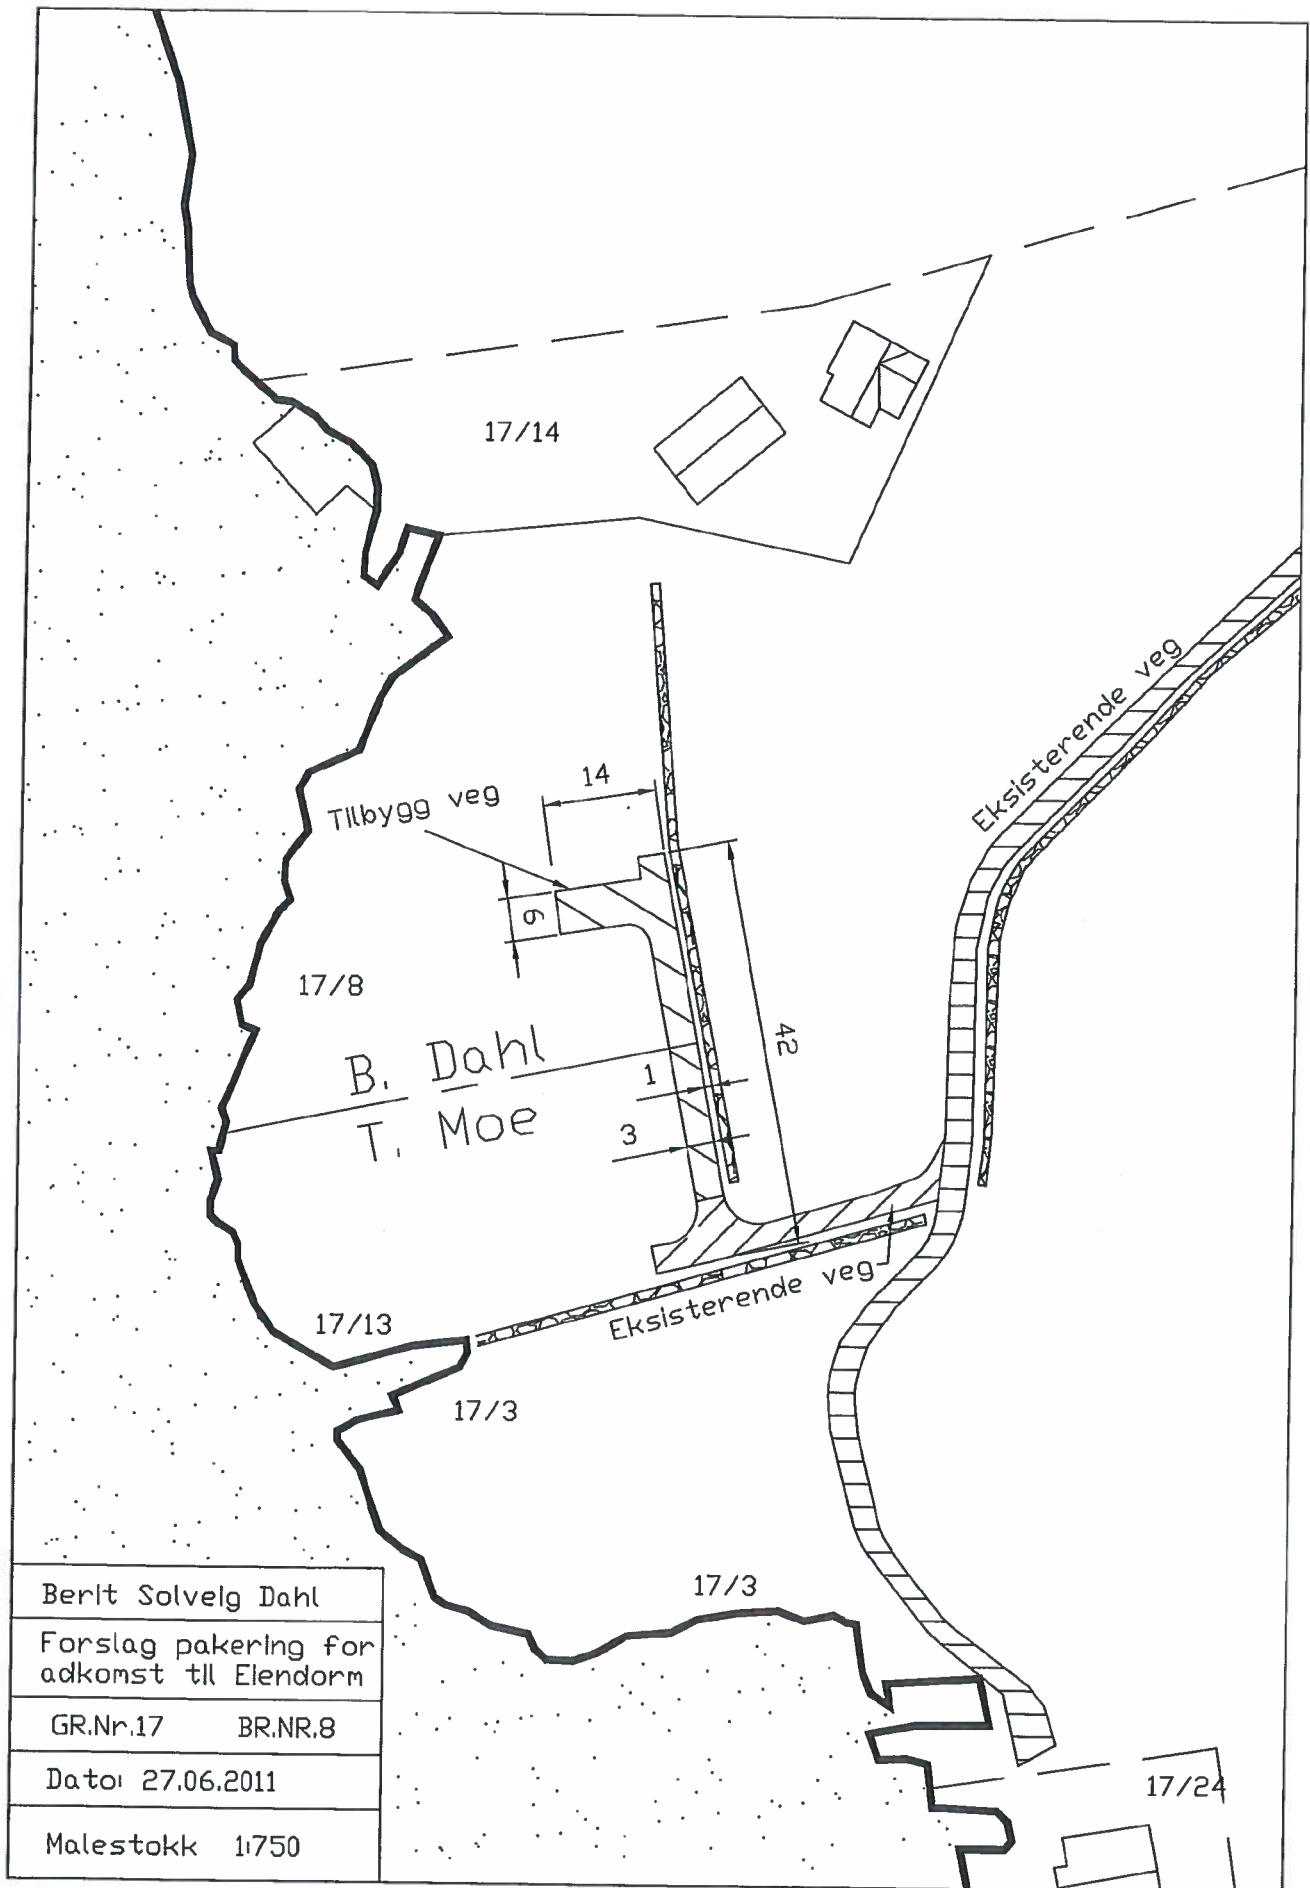 17/14
Eksisterende veg
14
Tilbygg veg
6
17/8
42
B. Dahl
1
T. Moe
3
17/13
Eksisterende veg
17/3
17/3
17/24
Berit Solveig Dahl
Forslag pakering for
adkomst til Eiendorm
GR.Nr.17 BR.NR.8
Dato: 27.06.2011
Malestokk 1:750